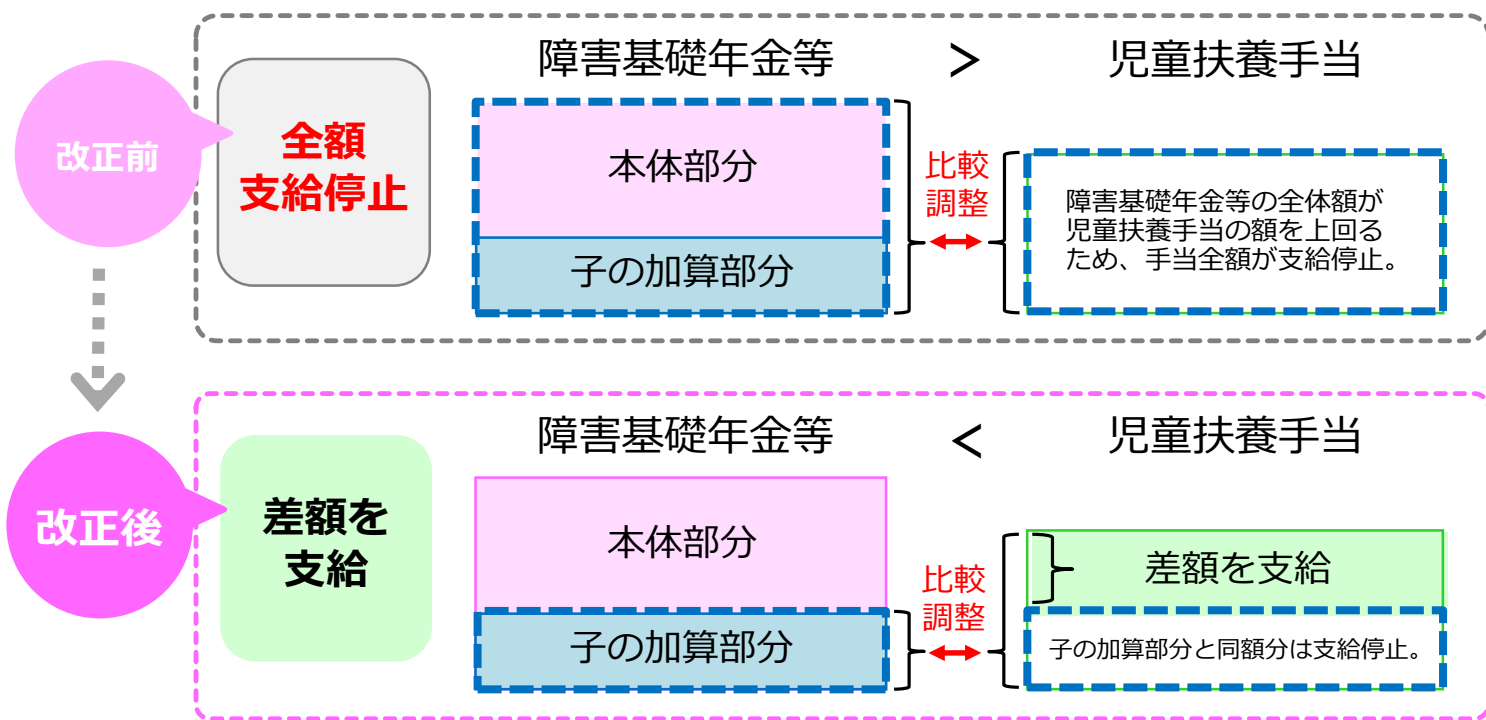 改正前
全額
支給停止
障害基礎年金等 > 児童扶養手当
本体部分
子の加算部分
比較
調整
障害基礎年金等の全体額が
児童扶養手当の額を上回る
ため、手当全額が支給停止。
改正後
差額を
支給
障害基礎年金等 < 児童扶養手当
本体部分
子の加算部分
比較
調整
差額を支給
子の加算部分と同額分は支給停止。